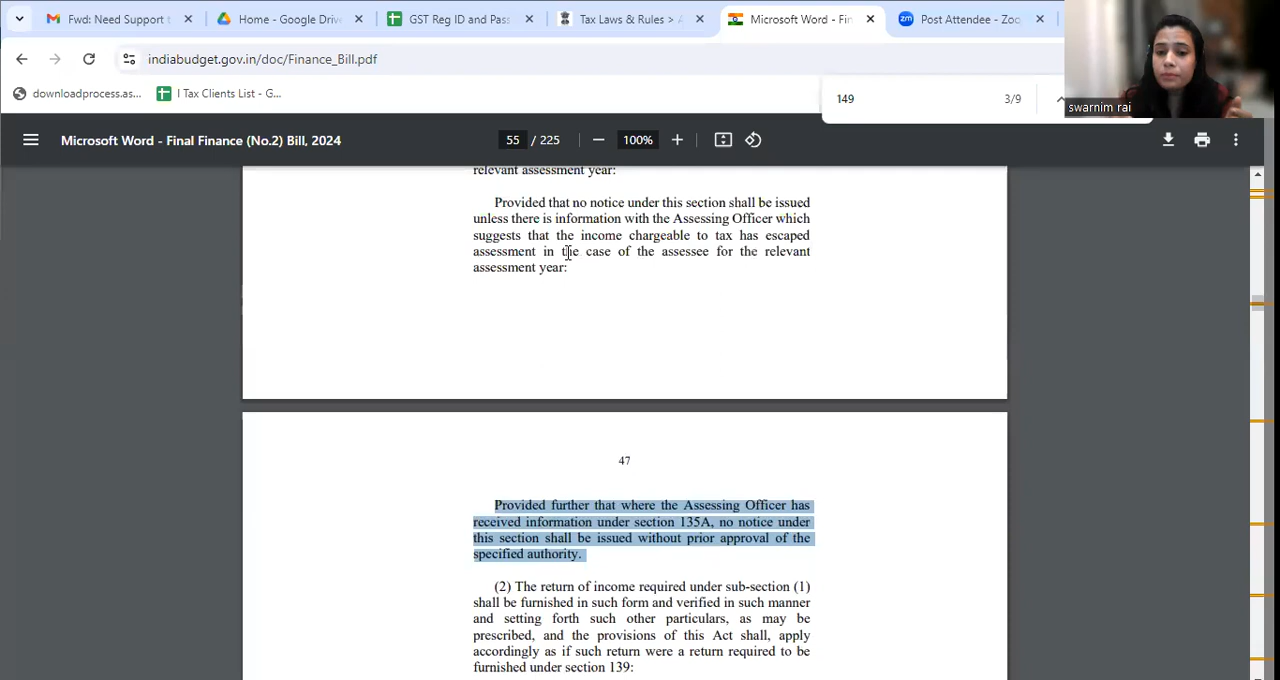 Fwd: Need Support t
Home - Google Drive
GST Reg ID and Pass
Tax Laws & Rules > A
Microsoft Word - Fin
Post Attendee - Zoo
indiabudget.gov.in/doc/Finance_Bill.pdf
downloadprocess.as...
I Tax Clients List - G...
149
3/9
swarnim rai
Microsoft Word - Final Finance (No.2) Bill, 2024
55 / 225
100%
relevant assessment year:
Provided that no notice under this section shall be issued
unless there is information with the Assessing Officer which
suggests that the income chargeable to tax has escaped
assessment in the case of the assessee for the relevant
assessment year:
47
Provided further that where the Assessing Officer has
received information under section 135A, no notice under
this section shall be issued without prior approval of the
specified authority.
(2) The return of income required under sub-section (1)
shall be furnished in such form and verified in such manner
and setting forth such other particulars, as may be
prescribed, and the provisions of this Act shall, apply
accordingly as if such return were a return required to be
furnished under section 139: